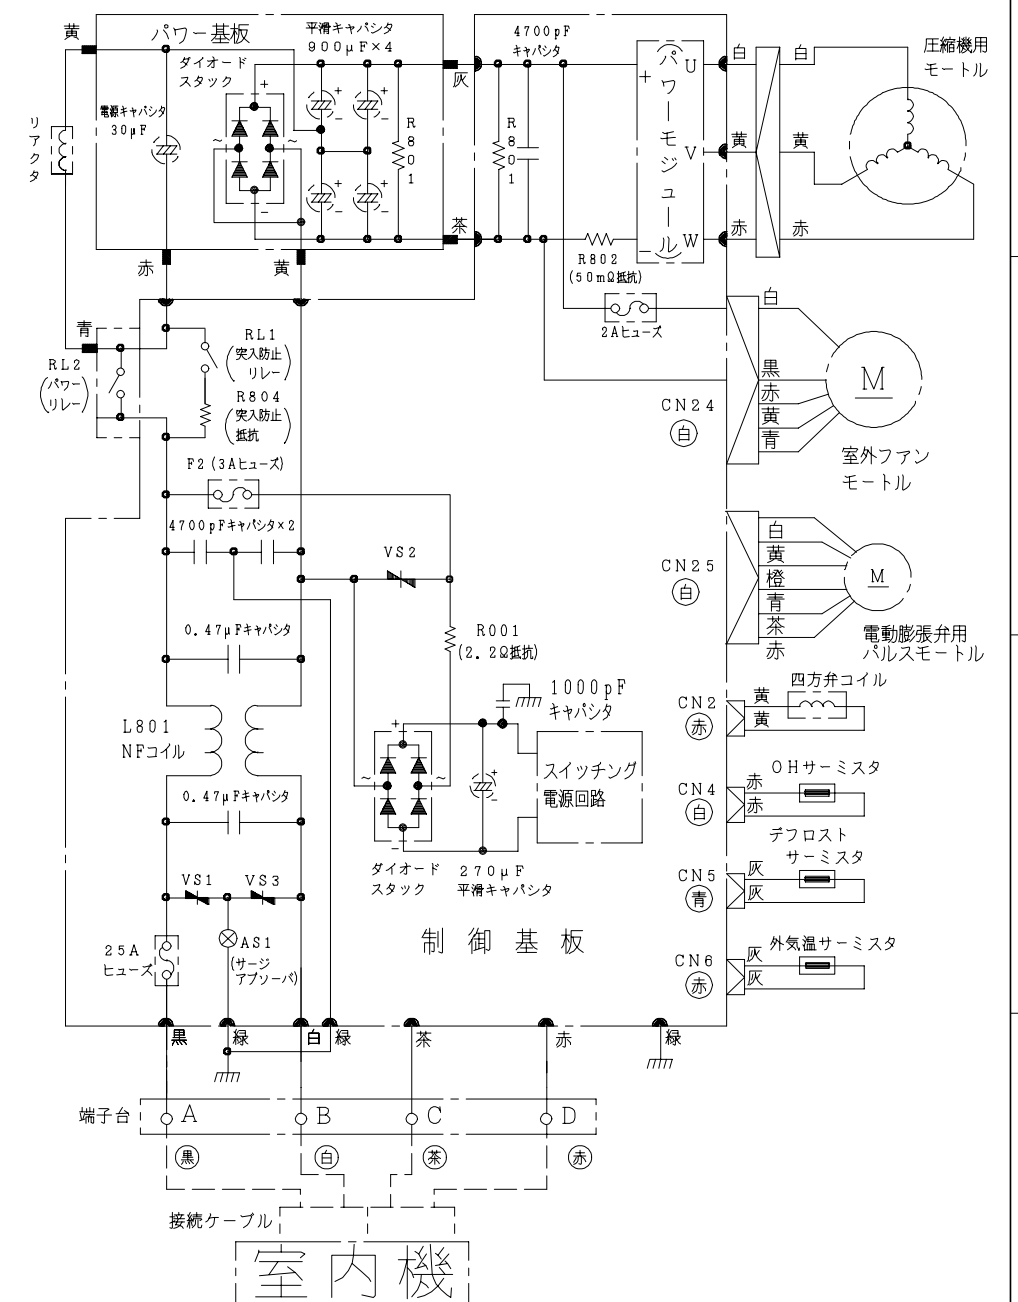 黄
パワー基板
平滑キャパシタ
900μF×4
ダイオード
スタック
電源キャパシタ
30μF
リアクタ
R801
灰
茶
4700pF
キャパシタ
R801
R802
(50mΩ抵抗)
パワーモジュール
+
-
U
V
W
白
黄
赤
白
黄
赤
圧縮機用
モートル
赤
黄
青
RL2
(パワーリレー)
RL1
(突入防止リレー)
R804
(突入防止抵抗)
2Aヒューズ
白
黒
赤
黄
青
CN24
白
M
室外ファン
モートル
F2(3Aヒューズ)
4700pFキャパシタ×2
VS2
0.47μFキャパシタ
R001
(2.2Ω抵抗)
CN25
白
白
黄
橙
青
茶
赤
M
電動膨張弁用
パルスモートル
L801
NFコイル
1000pF
キャパシタ
スイッチング
電源回路
+
~
~
-
ダイオード
スタック
270μF
平滑キャパシタ
CN2
赤
黄
黄
四方弁コイル
0.47μFキャパシタ
CN4
白
赤
赤
OHサーミスタ
CN5
青
灰
灰
デフロスト
サーミスタ
VS1
VS3
25A
ヒューズ
AS1
(サージアブソーバ)
制御基板
CN6
赤
灰
灰
外気温サーミスタ
黒
緑
白
緑
茶
赤
緑
端子台
A
B
C
D
黒
白
茶
赤
接続ケーブル
室内機